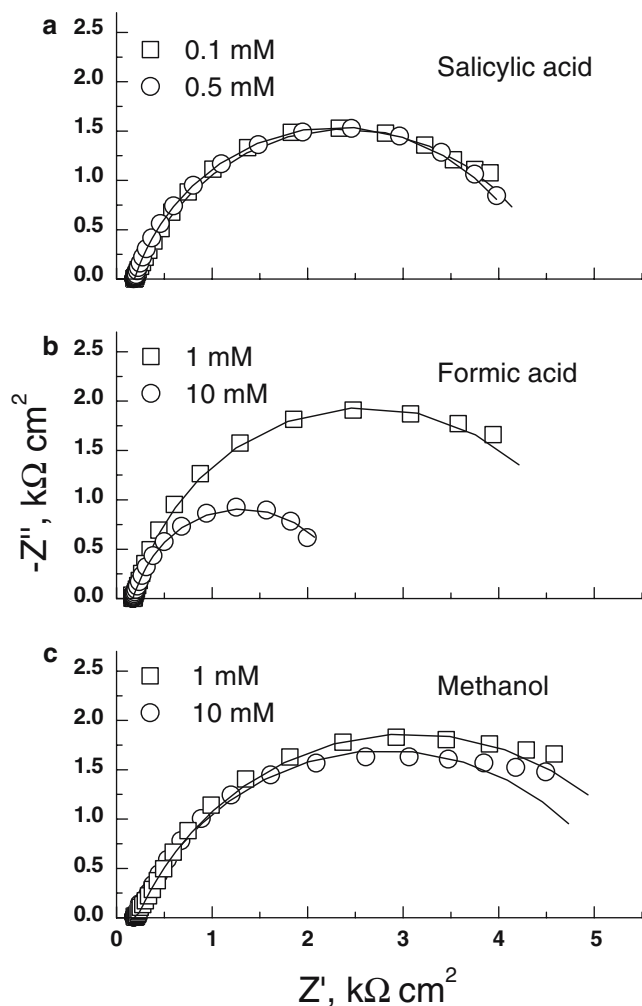 a
0.1 mM
0.5 mM
Salicylic acid
2.5
2.0
1.5
1.0
0.5
0.0
b
1 mM
10 mM
Formic acid
2.5
2.0
1.5
1.0
0.5
0.0
-Z", kΩ cm²
c
1 mM
10 mM
Methanol
2.5
2.0
1.5
1.0
0.5
0.0
0 1 2 3 4 5
Z', kΩ cm²